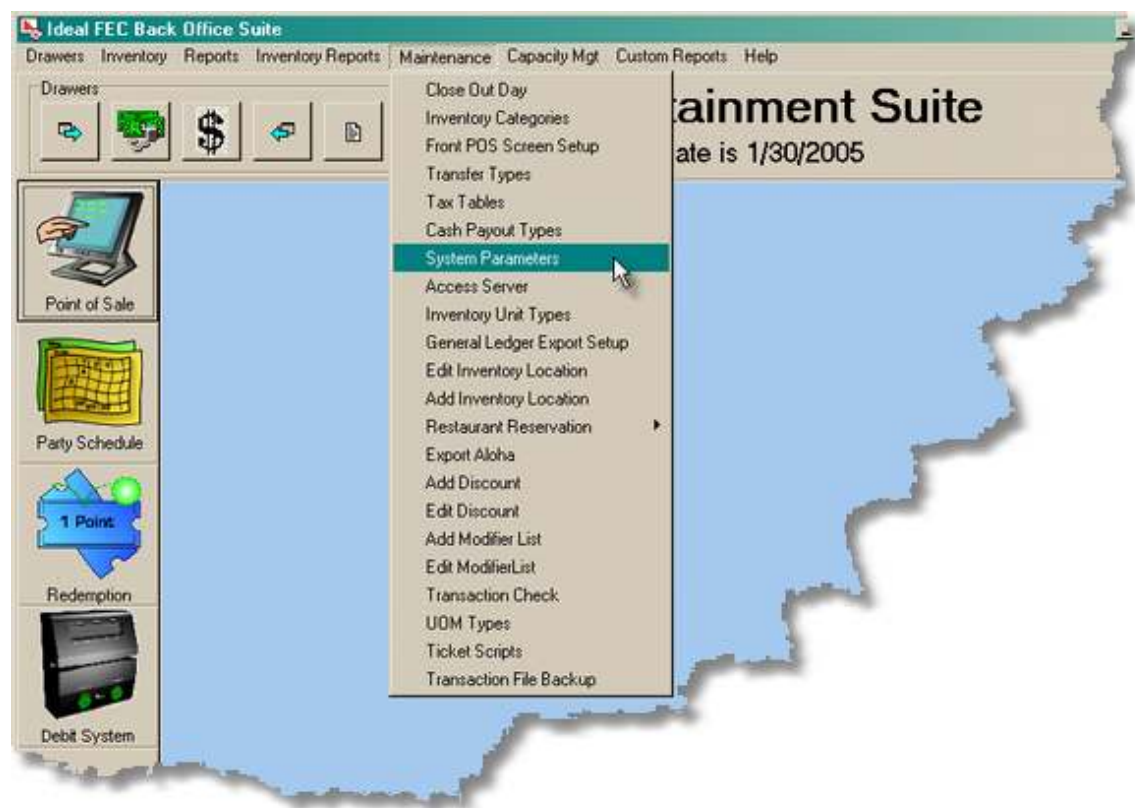 Ideal FEC Back Office Suite
Drawers Inventory Reports Inventory Reports Maintenance Capacity Mgt Custom Reports Help
Drawers
tainment Suite
ate is 1/30/2005
Close Out Day
Inventory Categories
Front POS Screen Setup
Transfer Types
Tax Tables
Cash Payout Types
System Parameters
Access Server
Inventory Unit Types
General Ledger Export Setup
Edit Inventory Location
Add Inventory Location
Restaurant Reservation
Export Aloha
Add Discount
Edit Discount
Add Modifier List
Edit ModifierList
Transaction Check
UOM Types
Ticket Scripts
Transaction File Backup
Point of Sale
Party Schedule
1 Point
Redemption
Debit System